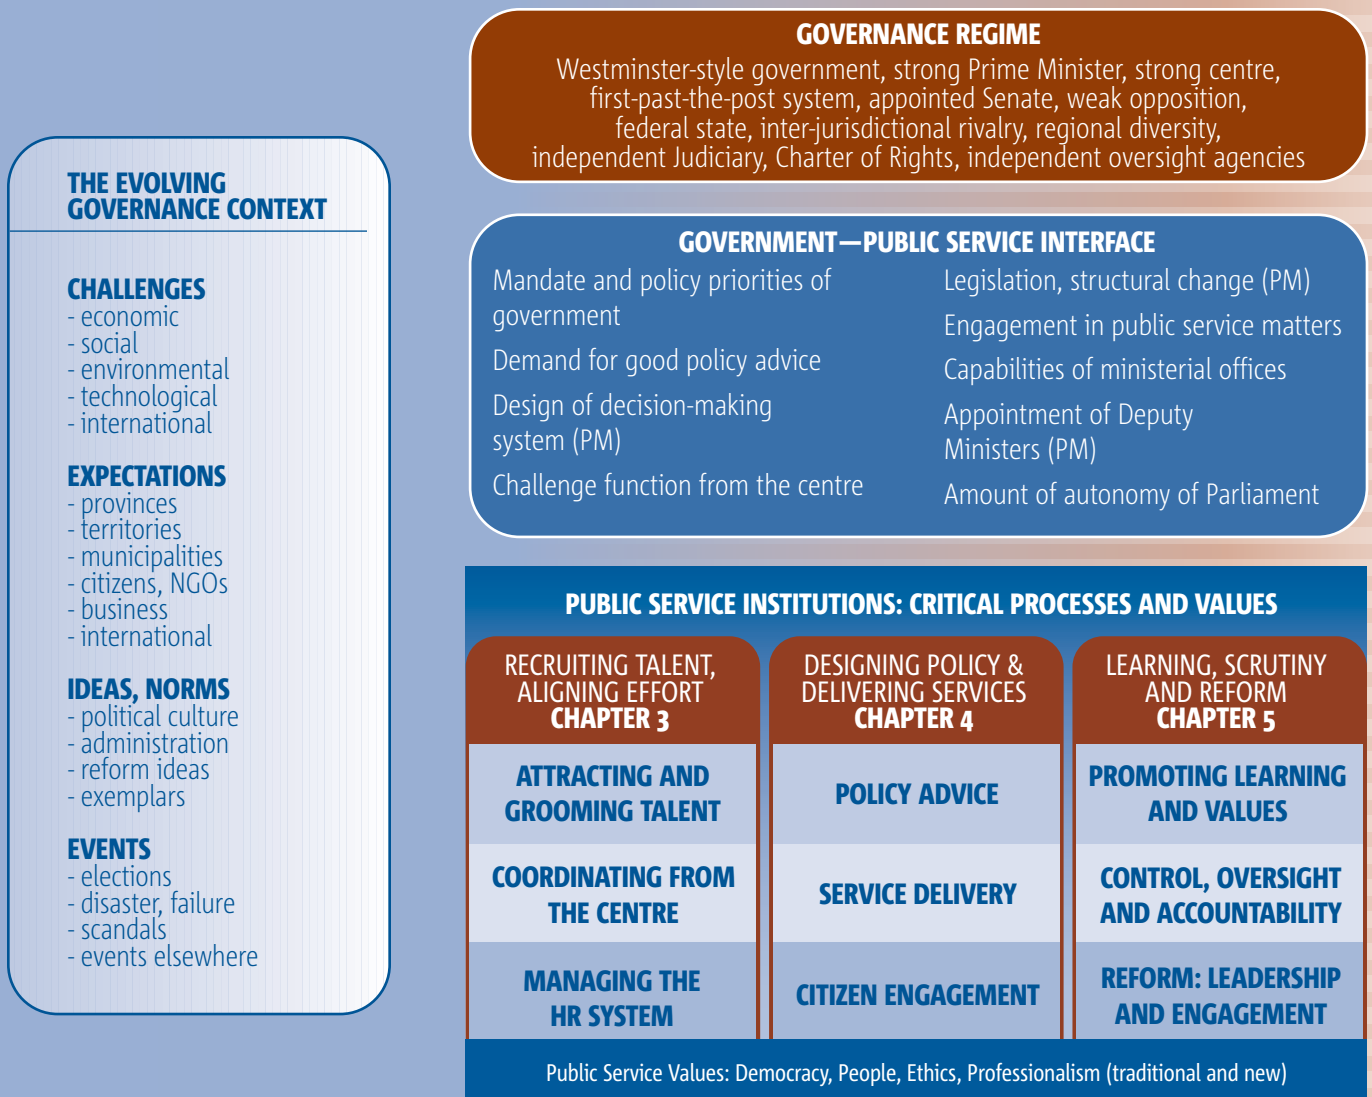 THE EVOLVING
GOVERNANCE CONTEXT
CHALLENGES
- economic
- social
- environmental
- technological
- international
EXPECTATIONS
- provinces
- territories
- municipalities
- citizens, NGOs
- business
- international
IDEAS, NORMS
- political culture
- administration
- reform ideas
- exemplars
EVENTS
- elections
- disaster, failure
- scandals
- events elsewhere
GOVERNANCE REGIME
Westminster-style government, strong Prime Minister, strong centre,
first-past-the-post system, appointed Senate, weak opposition,
federal state, inter-jurisdictional rivalry, regional diversity,
independent Judiciary, Charter of Rights, independent oversight agencies
GOVERNMENT—PUBLIC SERVICE INTERFACE
Mandate and policy priorities of
government
Demand for good policy advice
Design of decision-making
system (PM)
Challenge function from the centre
Legislation, structural change (PM)
Engagement in public service matters
Capabilities of ministerial offices
Appointment of Deputy
Ministers (PM)
Amount of autonomy of Parliament
PUBLIC SERVICE INSTITUTIONS: CRITICAL PROCESSES AND VALUES
RECRUITING TALENT,
ALIGNING EFFORT
CHAPTER 3
ATTRACTING AND
GROOMING TALENT
COORDINATING FROM
THE CENTRE
MANAGING THE
HR SYSTEM
DESIGNING POLICY &
DELIVERING SERVICES
CHAPTER 4
POLICY ADVICE
SERVICE DELIVERY
CITIZEN ENGAGEMENT
LEARNING, SCRUTINY
AND REFORM
CHAPTER 5
PROMOTING LEARNING
AND VALUES
CONTROL, OVERSIGHT
AND ACCOUNTABILITY
REFORM: LEADERSHIP
AND ENGAGEMENT
Public Service Values: Democracy, People, Ethics, Professionalism (traditional and new)